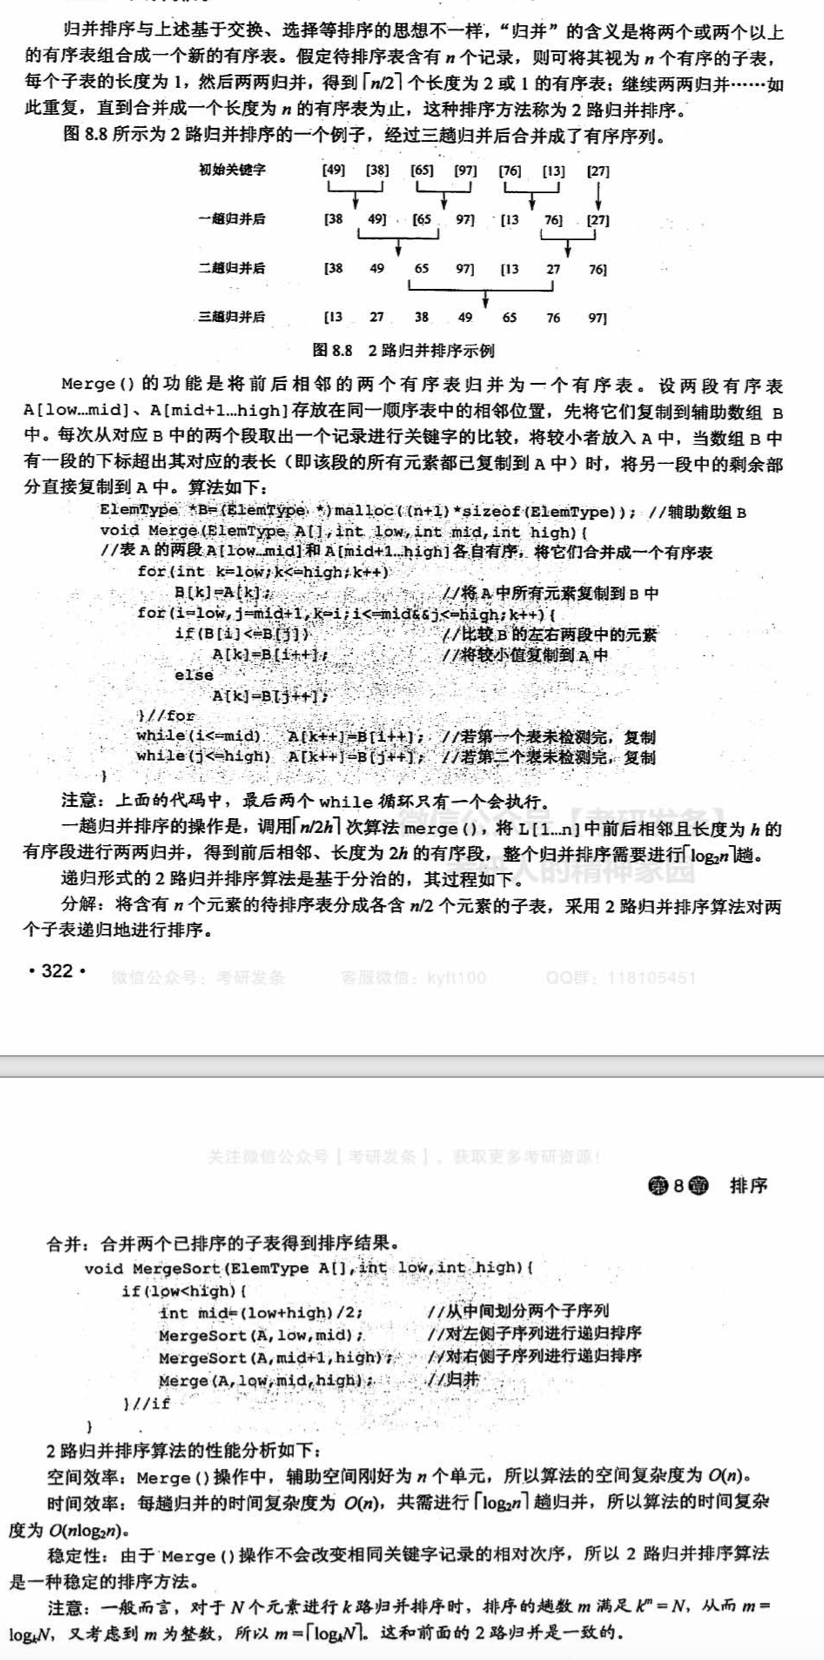 归并排序与上述基于交换、选择等排序的思想不一样，“归并”的含义是将两个或两个以上
的有序表组合成一个新的有序表。假定待排序表含有 n 个记录，则可将其视为 n 个有序的子表，
每个子表的长度为 1，然后两两归并，得到⌈n/2⌉个长度为 2 或 1 的有序表；继续两两归并……如
此重复，直到合并成一个长度为 n 的有序表为止，这种排序方法称为 2 路归并排序。
图 8.8 所示为 2 路归并排序的一个例子，经过三趟归并后合并成了有序序列。
初始关键字 [49] [38] [65] [97] [76] [13] [27]
一趟归并后 [38 49] [65 97] [13 76] [27]
二趟归并后 [38 49 65 97] [13 27 76]
三趟归并后 [13 27 38 49 65 76 97]
图 8.8 2 路归并排序示例
Merge()的功能是将前后相邻的两个有序表归并为一个有序表。设两段有序表
A[low…mid]、A[mid+1…high]存放在同一顺序表中的相邻位置，先将它们复制到辅助数组 B
中。每次从对应 B 中的两个段取出一个记录进行关键字的比较，将较小者放入 A 中，当数组 B 中
有一段的下标超出其对应的表长（即该段的所有元素都已复制到 A 中）时，将另一段中的剩余部
分直接复制到 A 中。算法如下：
ElemType *B=(ElemType *)malloc((n+1)*sizeof(ElemType)); //辅助数组 B
void Merge(ElemType A[],int low,int mid,int high){
//表 A 的两段 A[low…mid]和 A[mid+1…high]各自有序，将它们合并成一个有序表
for(int k=low;k<=high;k++)
B[k]=A[k]; //将 A 中所有元素复制到 B 中
for(i=low,j=mid+1,k=i;i<=mid&&j<=high;k++){
if(B[i]<=B[j]) //比较 B 的左右两段中的元素
A[k]=B[i++]; //将较小值复制到 A 中
else
A[k]=B[j++];
}//for
while(i<=mid) A[k++]=B[i++]; //若第一个表未检测完，复制
while(j<=high) A[k++]=B[j++]; //若第二个表未检测完，复制
}
注意：上面的代码中，最后两个 while 循环只有一个会执行。
一趟归并排序的操作是，调用⌈n/2h⌉次算法 merge()，将 L[1…n]中前后相邻且长度为 h 的
有序段进行两两归并，得到前后相邻、长度为 2h 的有序段，整个归并排序需要进行⌈log₂n⌉趟。
递归形式的 2 路归并排序算法是基于分治的，其过程如下。
分解：将含有 n 个元素的待排序表分成各含 n/2 个元素的子表，采用 2 路归并排序算法对两
个子表递归地进行排序。
微信公众号【考研发条】
考研人的精神家园
·322·
微信公众号：考研发条 客服微信：kyft100 QQ群：118105451
关注微信公众号【考研发条】，获取更多考研资源！
第 8 章 排序
合并：合并两个已排序的子表得到排序结果。
void MergeSort(ElemType A[],int low,int high){
if(low<high){
int mid=(low+high)/2; //从中间划分两个子序列
MergeSort(A,low,mid); //对左侧子序列进行递归排序
MergeSort(A,mid+1,high); //对右侧子序列进行递归排序
Merge(A,low,mid,high); //归并
}//if
}
2 路归并排序算法的性能分析如下：
空间效率：Merge()操作中，辅助空间刚好为 n 个单元，所以算法的空间复杂度为 O(n)。
时间效率：每趟归并的时间复杂度为 O(n)，共需进行⌈log₂n⌉趟归并，所以算法的时间复杂
度为 O(nlog₂n)。
稳定性：由于 Merge()操作不会改变相同关键字记录的相对次序，所以 2 路归并排序算法
是一种稳定的排序方法。
注意：一般而言，对于 N 个元素进行 k 路归并排序时，排序的趟数 m 满足 kᵐ = N，从而 m =
logₖN，又考虑到 m 为整数，所以 m = ⌈logₖN⌉。这和前面的 2 路归并是一致的。